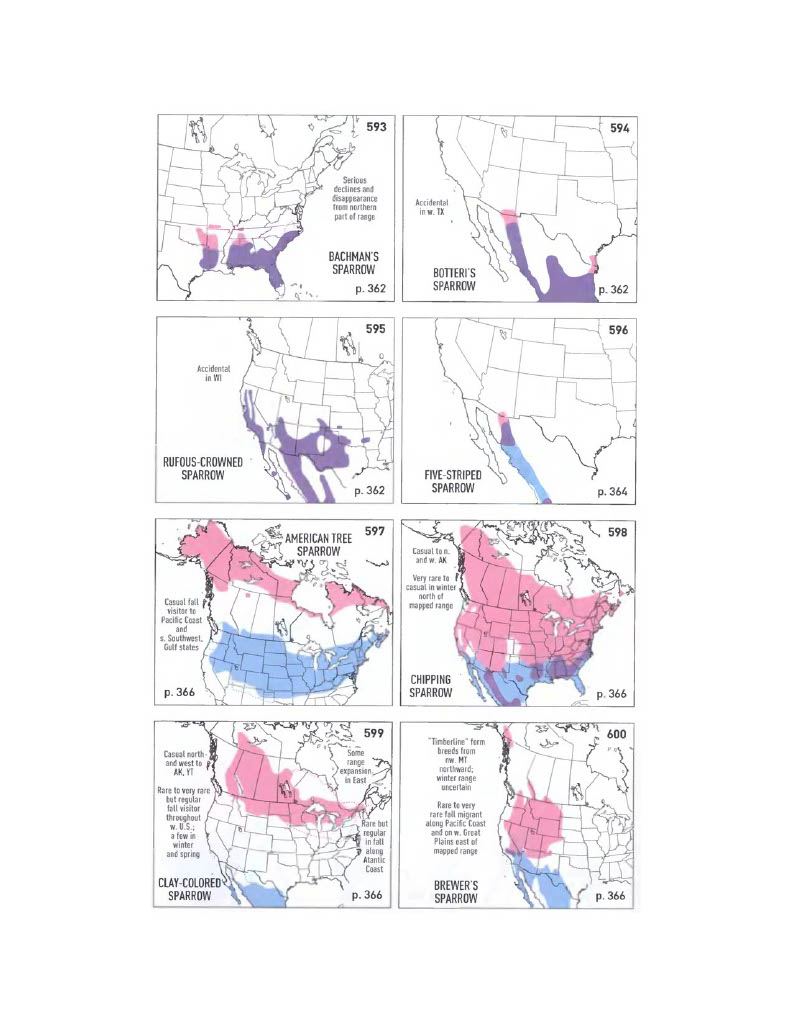 593
Serious
declines and
disappearance
from northern
part of range
BACHMAN'S
SPARROW
p. 362
594
Accidental
in w. TX
BOTTERI'S
SPARROW
p. 362
595
Accidental
in WI
RUFOUS-CROWNED
SPARROW
p. 362
596
FIVE-STRIPED
SPARROW
p. 364
597
AMERICAN TREE
SPARROW
Casual fall
visitor to
Pacific Coast
and
s. Southwest,
Gulf states
p. 366
598
Casual to n.
and w. AK
Very rare to
casual in winter
north of
mapped range
CHIPPING
SPARROW
p. 366
599
Casual north
and west to
AK, YT
Some
range
expansion
in East
Rare to very rare
but regular
fall visitor
throughout
w. U.S.;
a few in
winter
and spring
Rare but
regular
in fall
along
Atantic
Coast
CLAY-COLORED
SPARROW
p. 366
600
"Timberline" form
breeds from
nw. MT
northward;
winter range
uncertain
Rare to very
rare fall migrant
along Pacific Coast
and on w. Great
Plains east of
mapped range
BREWER'S
SPARROW
p. 366